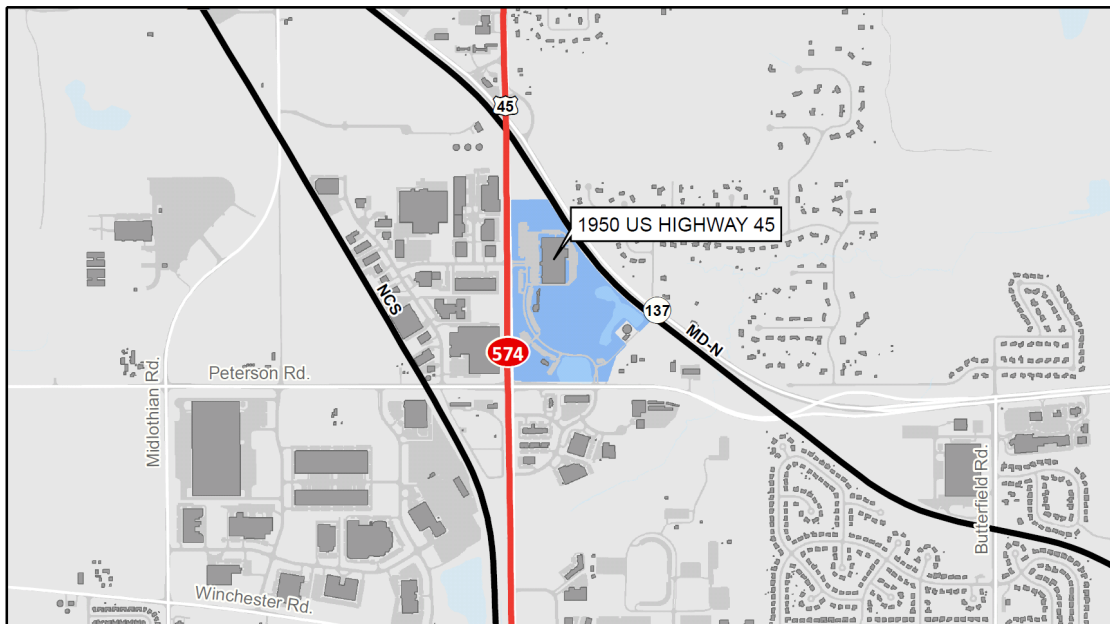 45
1950 US HIGHWAY 45
NCS
137
MD-N
574
Peterson Rd.
Midlothian Rd.
Butterfield Rd.
Winchester Rd.